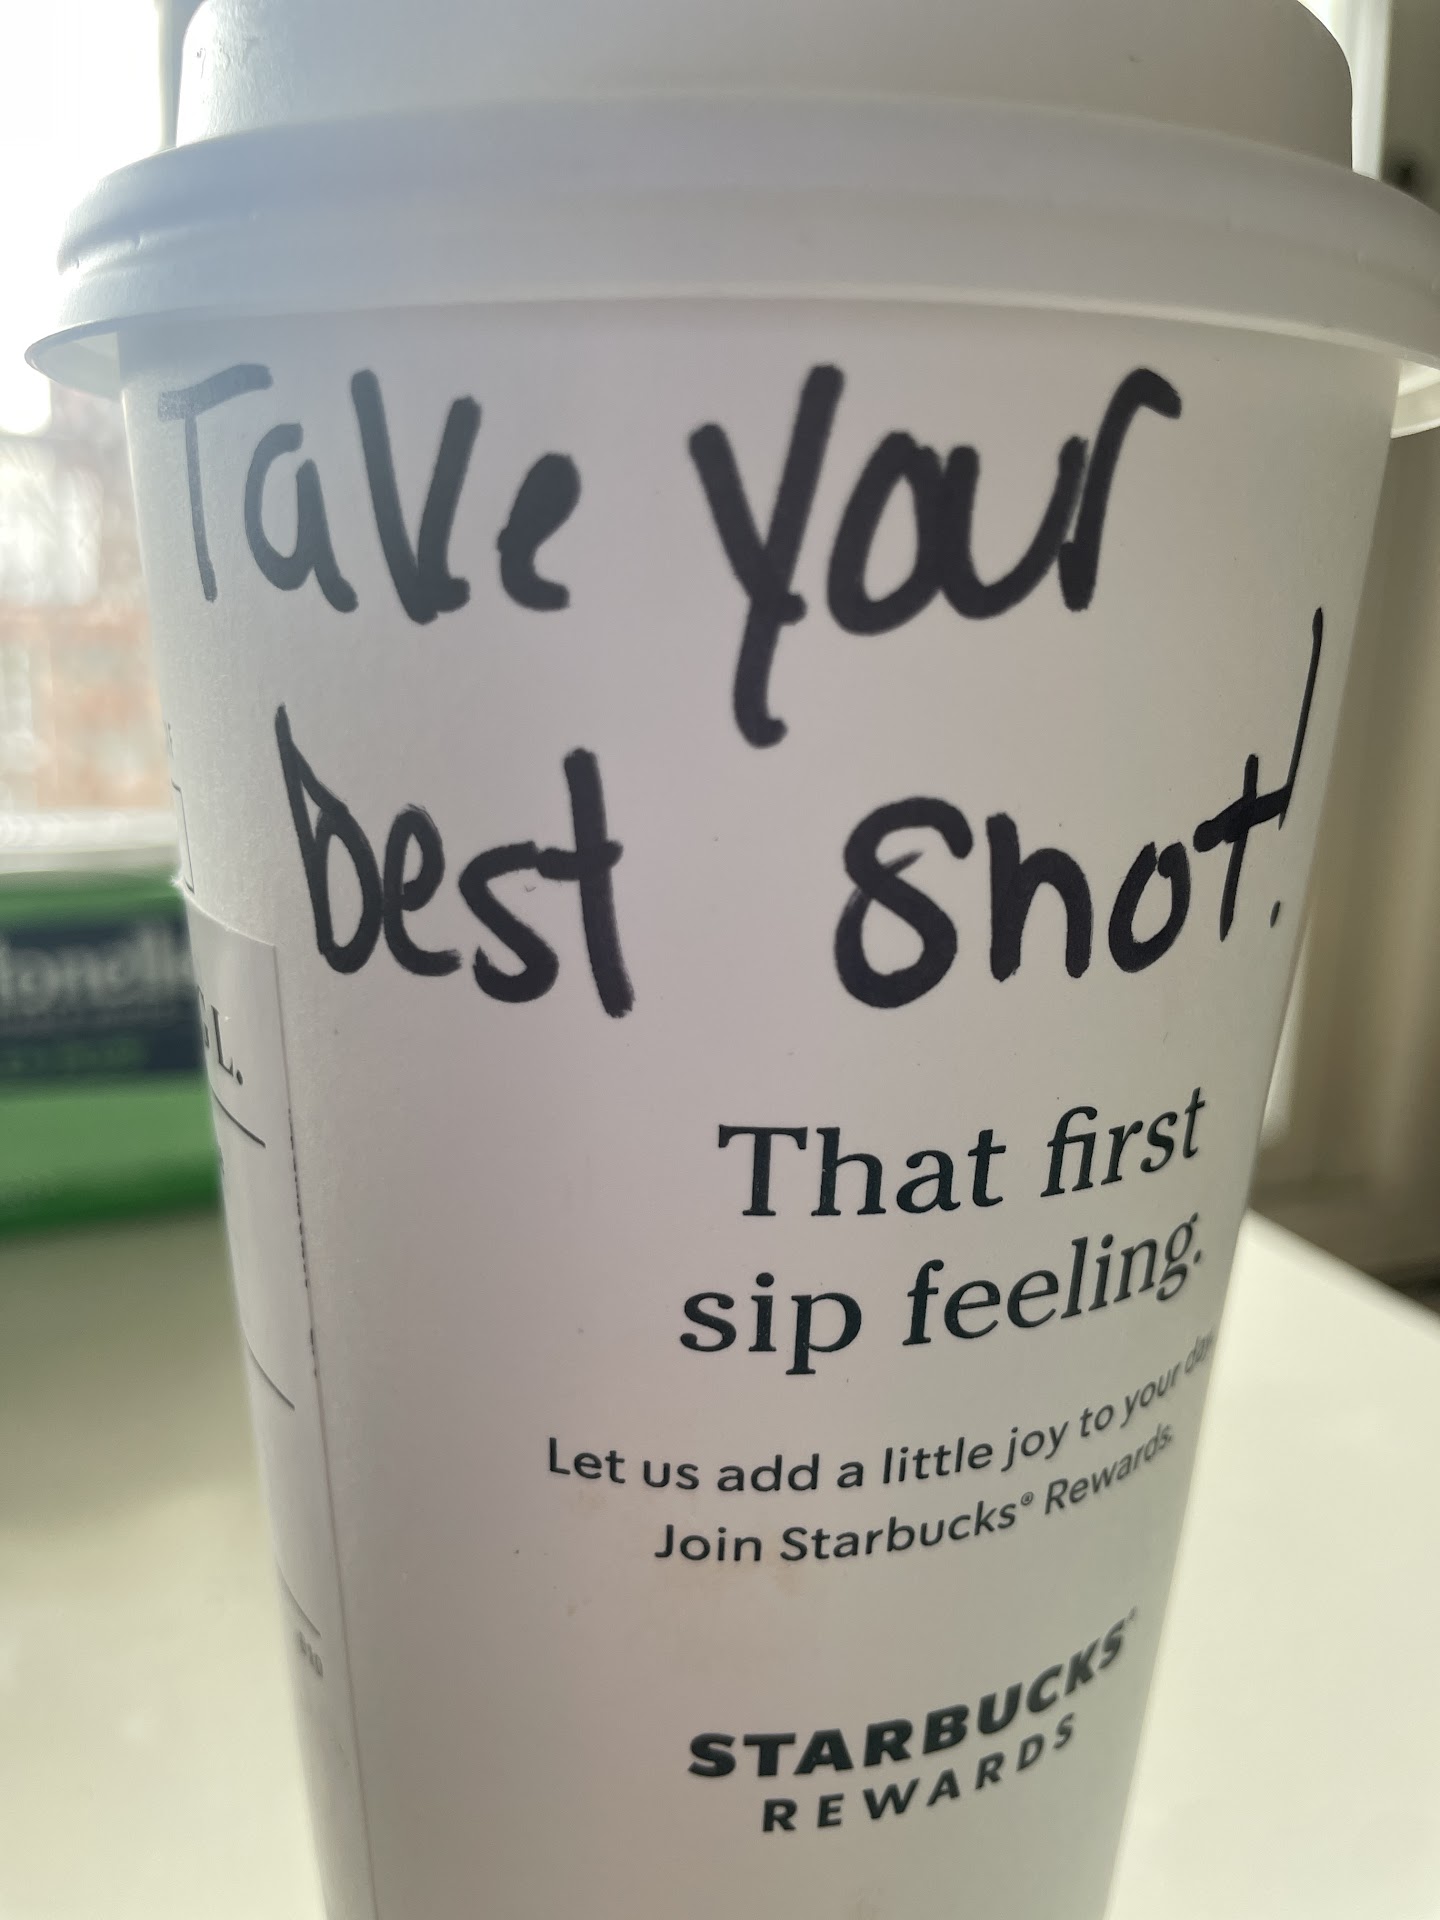 Take your
best shot!
That first
sip feeling.
Let us add a little joy to your day.
Join Starbucks® Rewards.
STARBUCKS®
REWARDS
L.